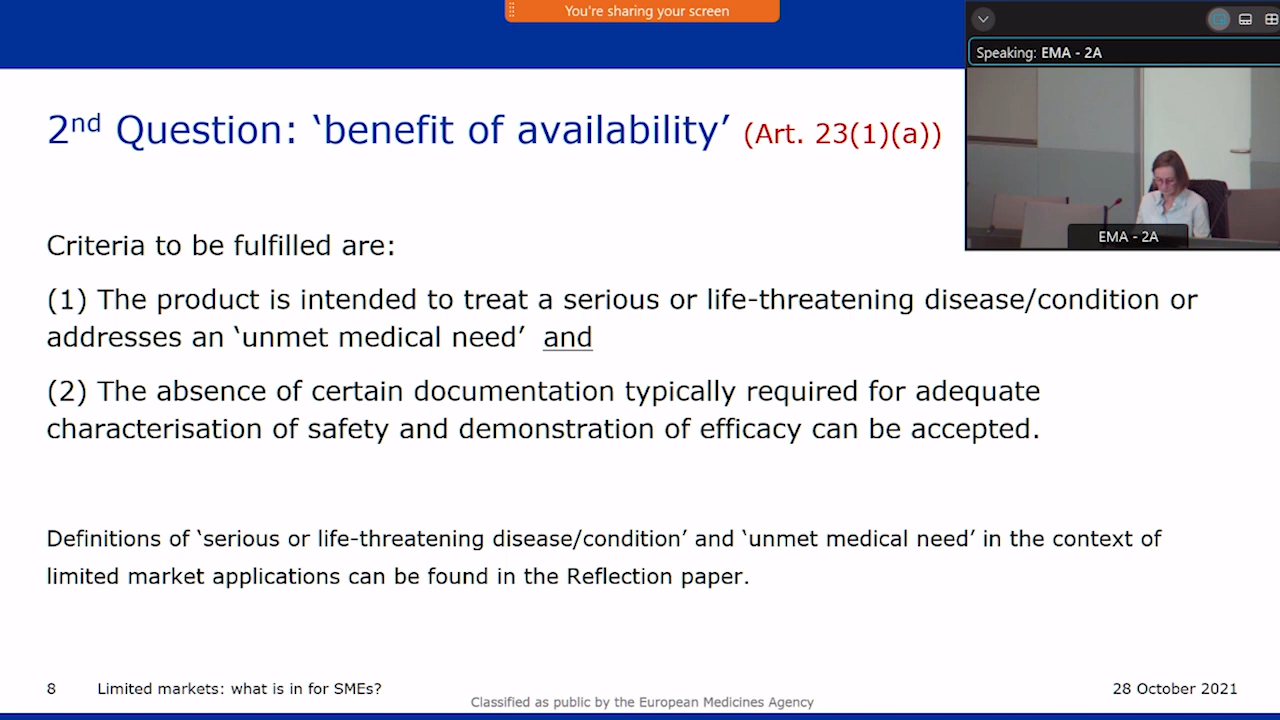 You're sharing your screen
Speaking: EMA - 2A
EMA - 2A
2nd Question: ‘benefit of availability’ (Art. 23(1)(a))
Criteria to be fulfilled are:
(1) The product is intended to treat a serious or life-threatening disease/condition or
addresses an ‘unmet medical need’ and
(2) The absence of certain documentation typically required for adequate
characterisation of safety and demonstration of efficacy can be accepted.
Definitions of ‘serious or life-threatening disease/condition’ and ‘unmet medical need’ in the context of
limited market applications can be found in the Reflection paper.
8 Limited markets: what is in for SMEs? 28 October 2021
Classified as public by the European Medicines Agency